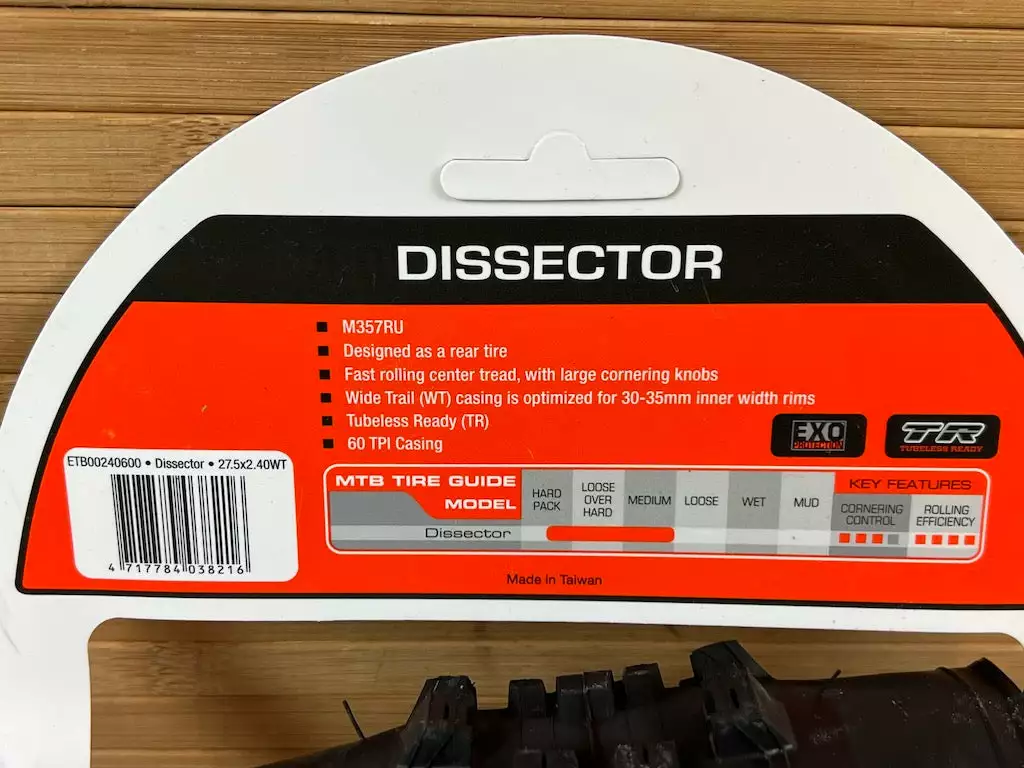 DISSECTOR
■ M357RU
■ Designed as a rear tire
■ Fast rolling center tread, with large cornering knobs
■ Wide Trail (WT) casing is optimized for 30-35mm inner width rims
■ Tubeless Ready (TR)
■ 60 TPI Casing
EXO
PROTECTION
TR
TUBELESS READY
ETB00240600 • Dissector • 27.5x2.40WT
4 717784 038216
MTB TIRE GUIDE
MODEL
HARD
PACK
LOOSE
OVER
HARD
MEDIUM
LOOSE
WET
MUD
KEY FEATURES
CORNERING
CONTROL
ROLLING
EFFICIENCY
Dissector
Made in Taiwan